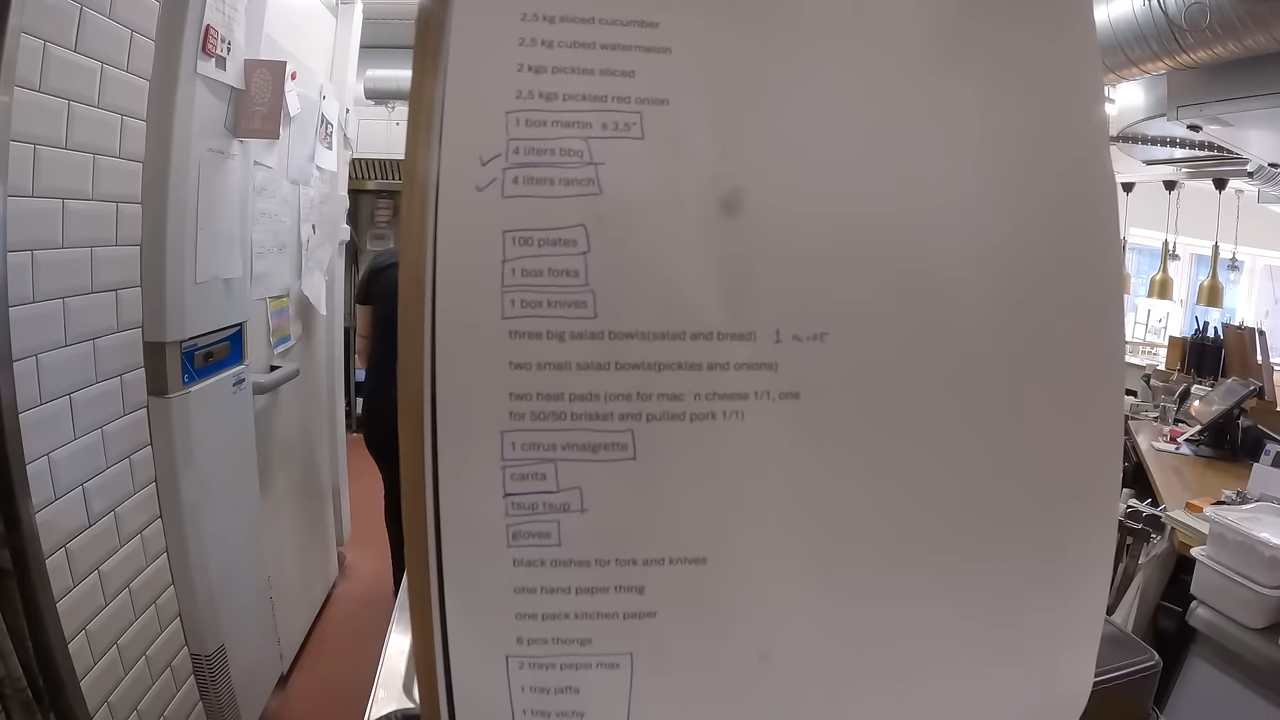 2,5 kg sliced cucumber
2,5 kg cubed watermelon
2 kgs pickles sliced
2,5 kgs pickled red onion
1 box martin´s 3,5"
4 liters bbq
4 liters ranch
100 plates
1 box forks
1 box knives
three big salad bowls(salad and bread) 1
two small salad bowls(pickles and onions)
two heat pads (one for mac´n cheese 1/1, one
for 50/50 brisket and pulled pork 1/1)
1 citrus vinaigrette
carita
tsup tsup
gloves
black dishes for fork and knives
one hand paper thing
one pack kitchen paper
6 pcs thongs
2 trays pepsi max
1 tray jaffa
1 tray vichy